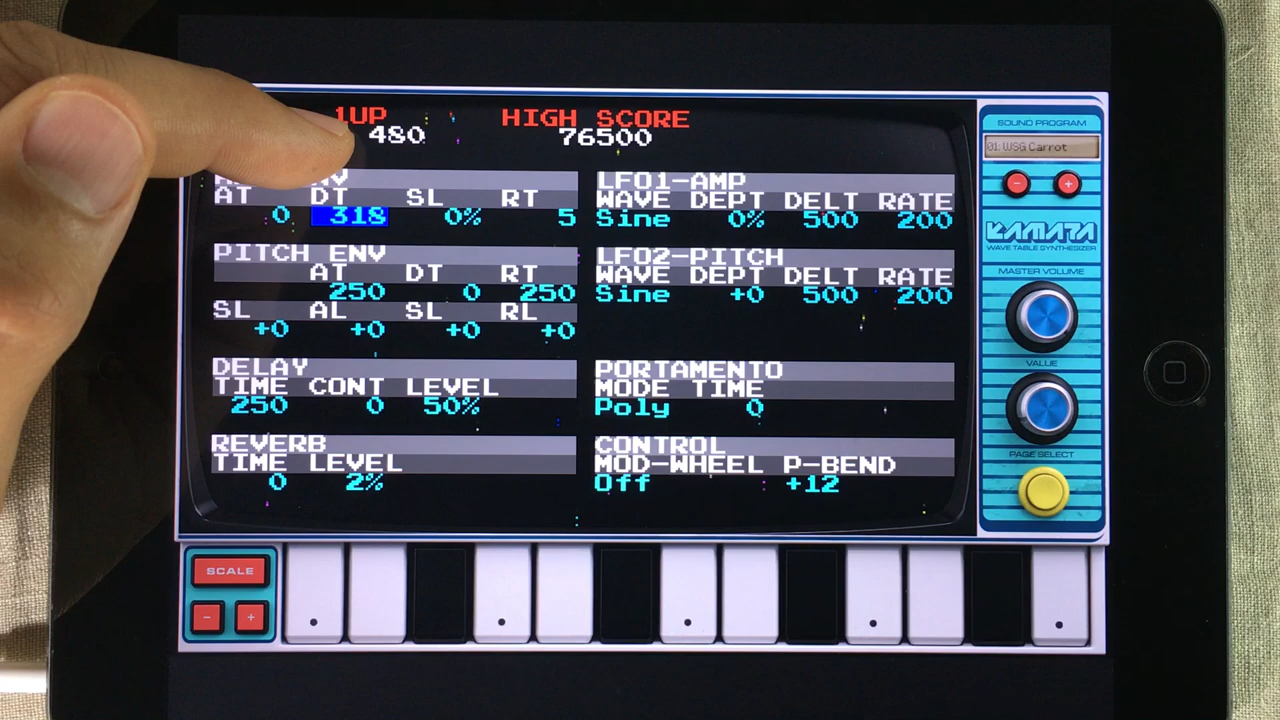 1UP HIGH SCORE
480 76500
AT DT SL RT
0 318 0% 5
PITCH ENV
AT DT RT
250 0 250
SL AL SL RL
+0 +0 +0 +0
DELAY
TIME CONT LEVEL
250 0 50%
REVERB
TIME LEVEL
0 2%
LFO1-AMP
WAVE DEPT DELT RATE
Sine 0% 500 200
LFO2-PITCH
WAVE DEPT DELT RATE
Sine +0 500 200
PORTAMENTO
MODE TIME
Poly 0
CONTROL
MOD-WHEEL P-BEND
Off +12
SOUND PROGRAM
01: WSG Carrot
- +
KAMATA
WAVE TABLE SYNTHESIZER
MASTER VOLUME
VALUE
PAGE SELECT
SCALE
- +